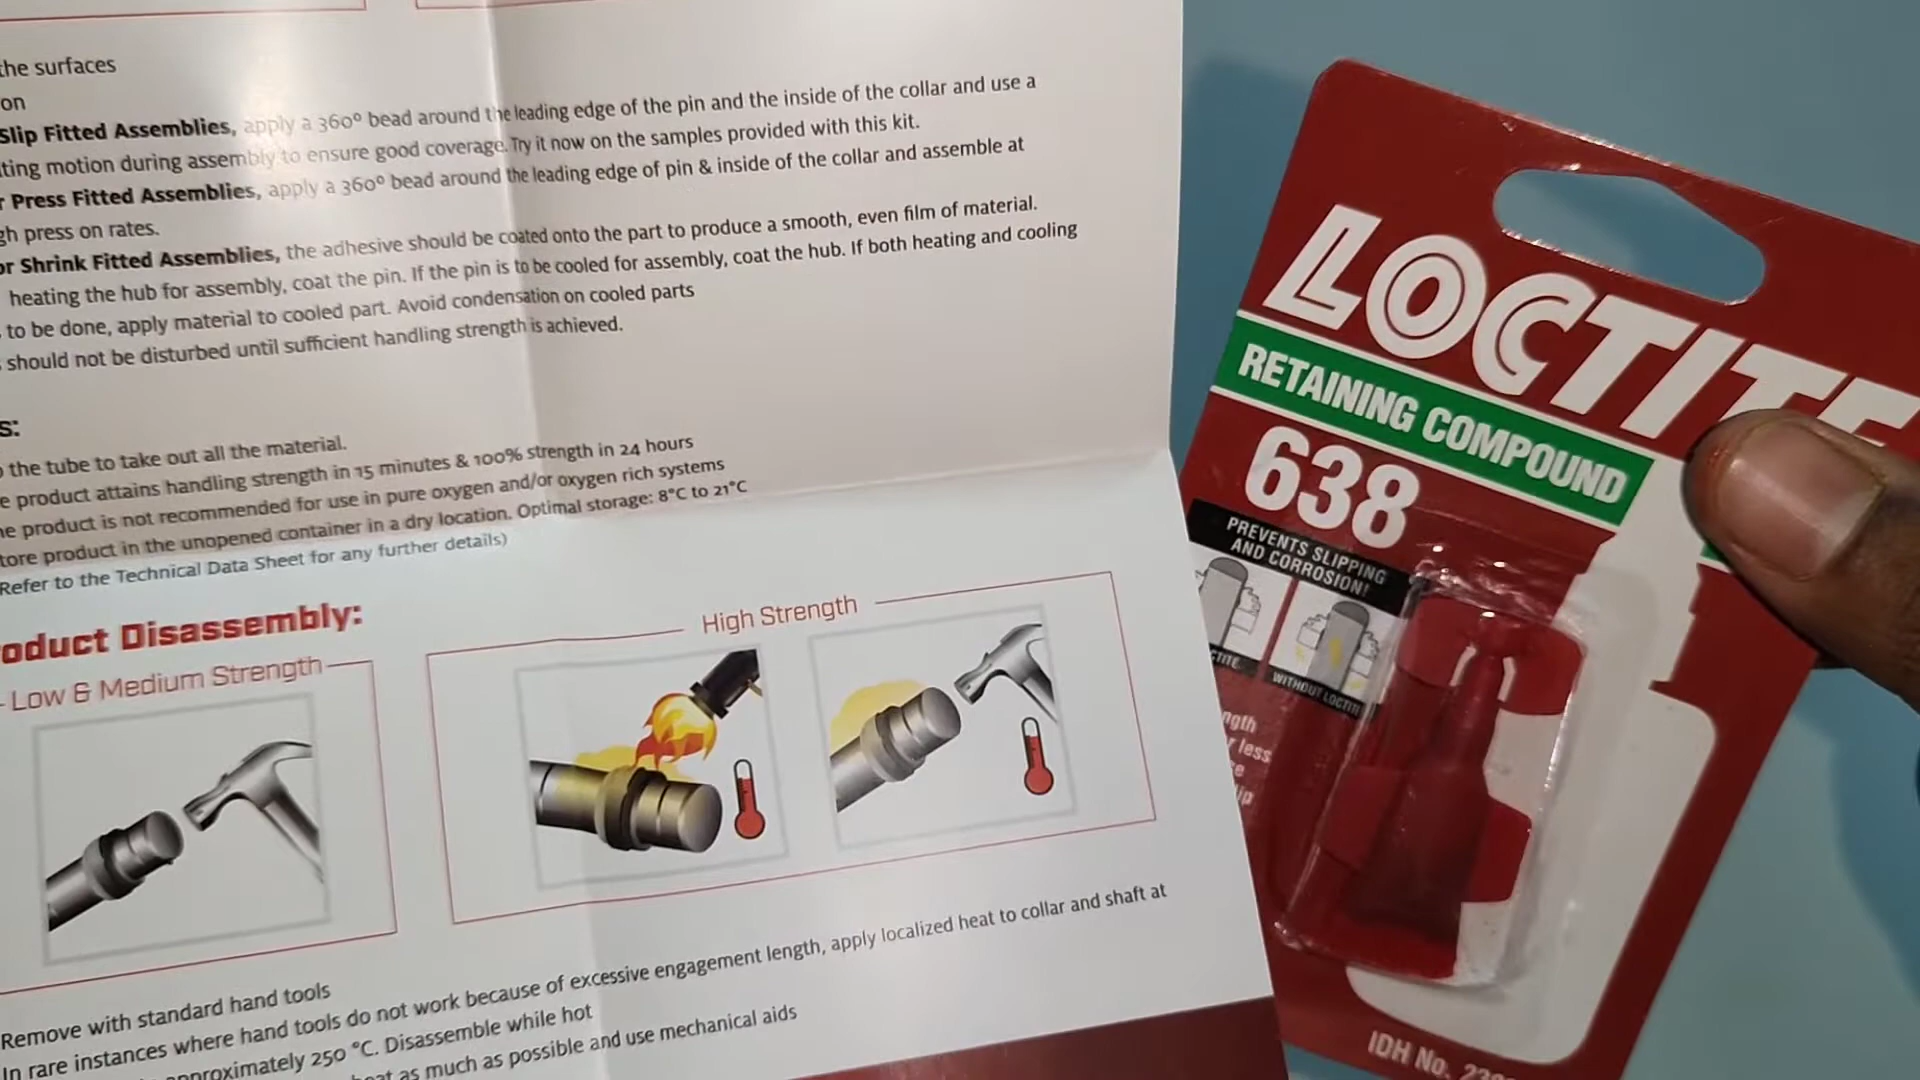 the surfaces
on
Slip Fitted Assemblies, apply a 360° bead around the leading edge of the pin and the inside of the collar and use a
ting motion during assembly to ensure good coverage. Try it now on the samples provided with this kit.
r Press Fitted Assemblies, apply a 360° bead around the leading edge of pin & inside of the collar and assemble at
gh press on rates.
or Shrink Fitted Assemblies, the adhesive should be coated onto the part to produce a smooth, even film of material.
heating the hub for assembly, coat the pin. If the pin is to be cooled for assembly, coat the hub. If both heating and cooling
to be done, apply material to cooled part. Avoid condensation on cooled parts
should not be disturbed until sufficient handling strength is achieved.
s:
the tube to take out all the material.
e product attains handling strength in 15 minutes & 100% strength in 24 hours
e product is not recommended for use in pure oxygen and/or oxygen rich systems
tore product in the unopened container in a dry location. Optimal storage: 8°C to 21°C
Refer to the Technical Data Sheet for any further details)
oduct Disassembly:
Low & Medium Strength
High Strength
Remove with standard hand tools
In rare instances where hand tools do not work because of excessive engagement length, apply localized heat to collar and shaft at
approximately 250 °C. Disassemble while hot
as much as possible and use mechanical aids
LOCTITE
RETAINING COMPOUND
638
PREVENTS SLIPPING
AND CORROSION!
CTITE
WITHOUT LOCTIT
ngth
r less
e
lip
IDH No.